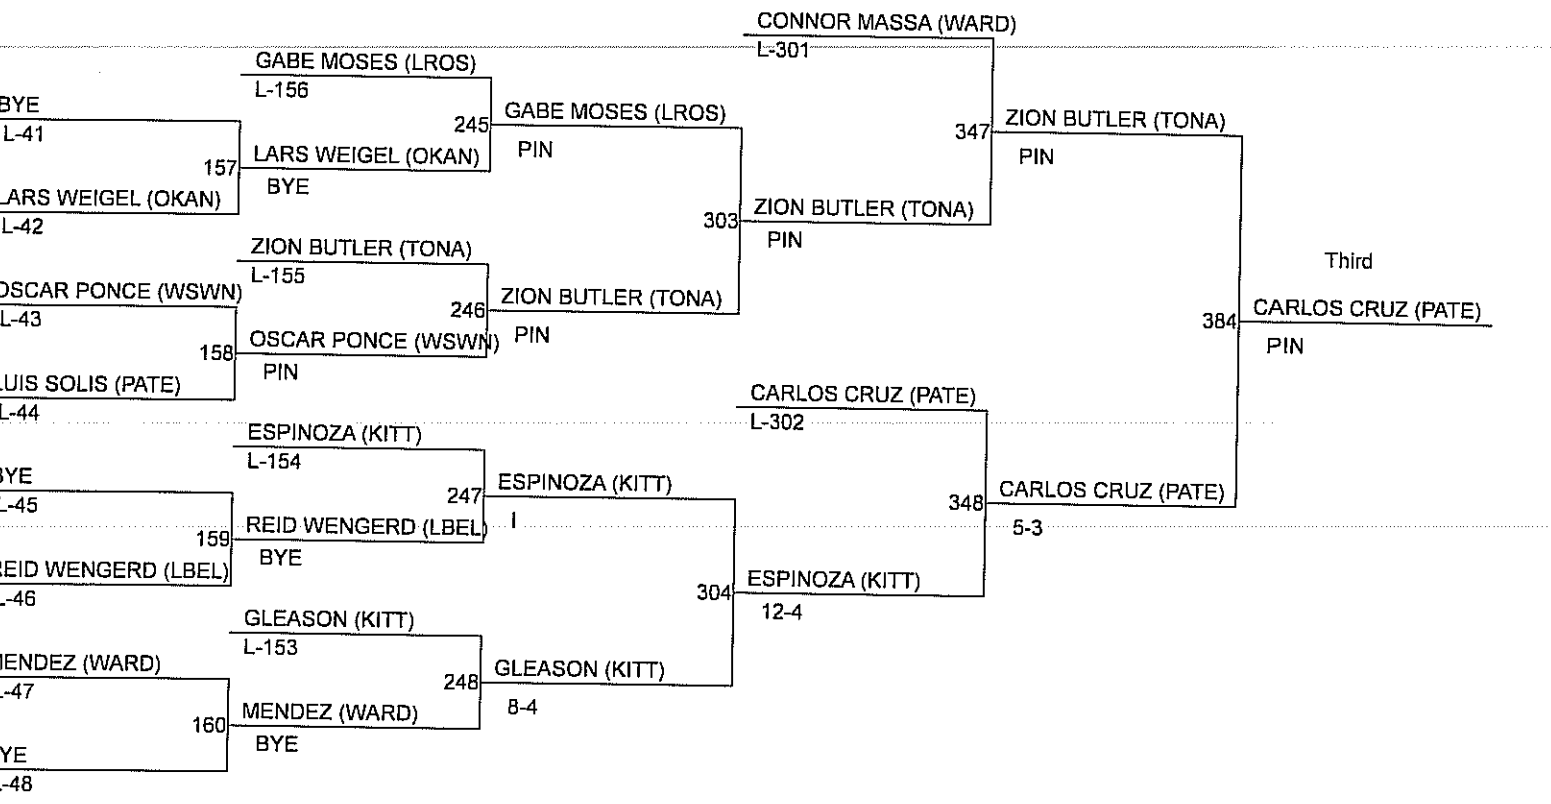 CONNOR MASSA (WARD)
L-301
GABE MOSES (LROS)
L-156
BYE
L-41
245
GABE MOSES (LROS)
PIN
347
ZION BUTLER (TONA)
PIN
157
LARS WEIGEL (OKAN)
BYE
LARS WEIGEL (OKAN)
L-42
303
ZION BUTLER (TONA)
PIN
ZION BUTLER (TONA)
L-155
Third
OSCAR PONCE (WSWN)
L-43
246
ZION BUTLER (TONA)
PIN
384
CARLOS CRUZ (PATE)
PIN
158
OSCAR PONCE (WSWN)
PIN
LUIS SOLIS (PATE)
L-44
CARLOS CRUZ (PATE)
L-302
ESPINOZA (KITT)
L-154
BYE
L-45
247
ESPINOZA (KITT)
I
348
CARLOS CRUZ (PATE)
5-3
159
REID WENGERD (LBEL)
BYE
REID WENGERD (LBEL)
L-46
304
ESPINOZA (KITT)
12-4
GLEASON (KITT)
L-153
MENDEZ (WARD)
L-47
248
GLEASON (KITT)
8-4
160
MENDEZ (WARD)
BYE
BYE
L-48